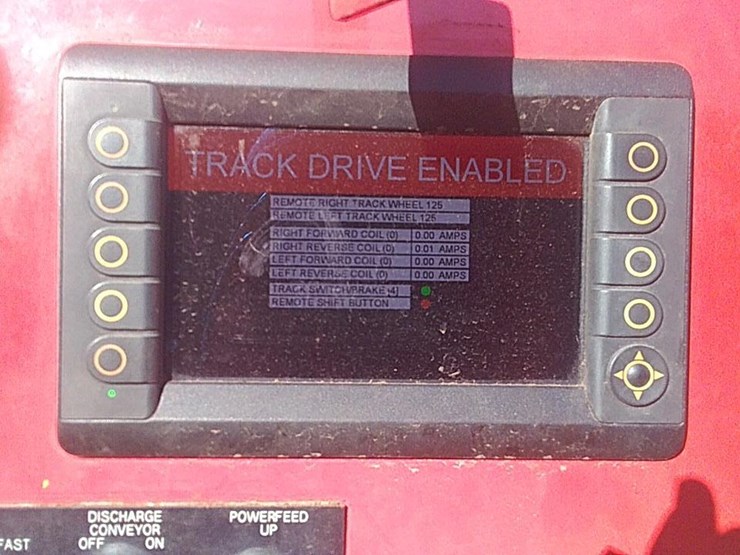 TRACK DRIVE ENABLED
REMOTE RIGHT TRACK WHEEL 125
REMOTE LEFT TRACK WHEEL 125
RIGHT FORWARD COIL (0) 0.00 AMPS
RIGHT REVERSE COIL (0) 0.01 AMPS
LEFT FORWARD COIL (0) 0.00 AMPS
LEFT REVERSE COIL (0) 0.00 AMPS
TRACK SWITCH/BRAKE (4)
REMOTE SHIFT BUTTON
DISCHARGE POWERFEED
CONVEYOR UP
FAST OFF ON